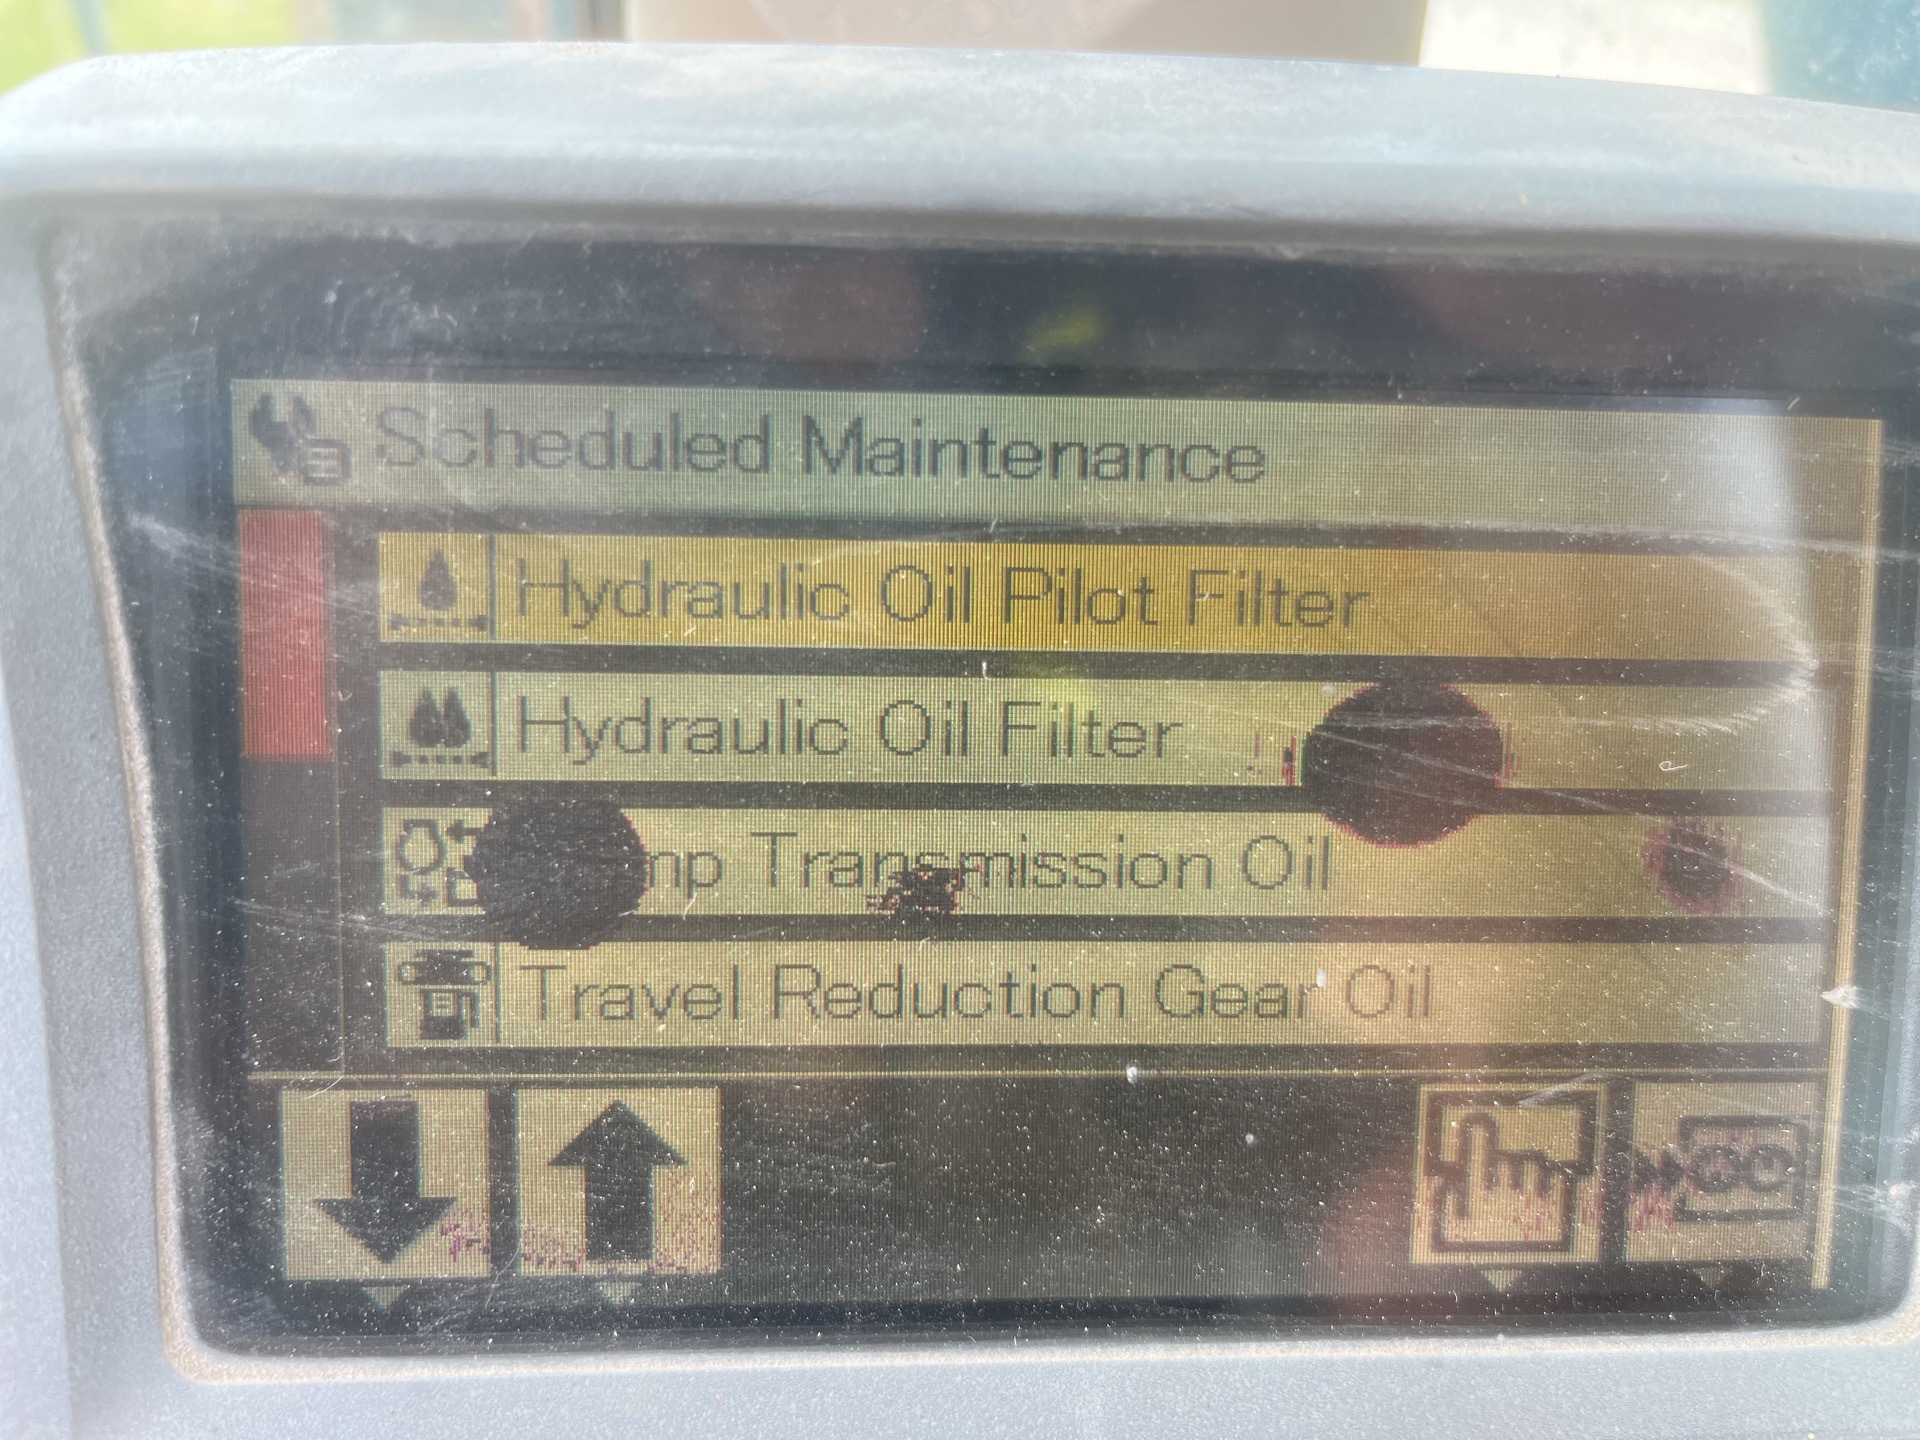 Scheduled Maintenance
Hydraulic Oil Pilot Filter
Hydraulic Oil Filter
Transmission Oil
Travel Reduction Gear Oil